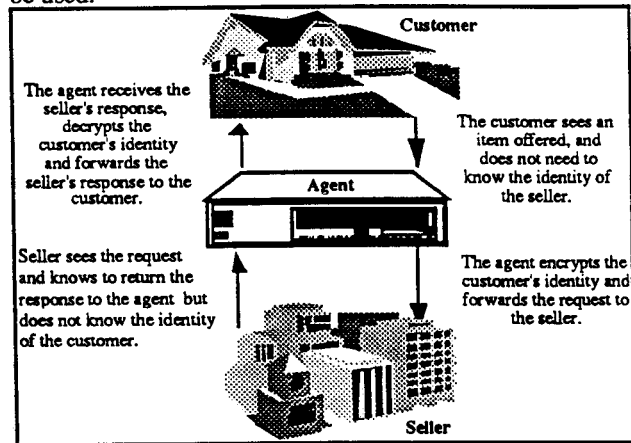 be used.
Customer
The agent receives the
seller's response,
decrypts the
customer's identity
and forwards the
seller's response to the
customer.
The customer sees an
item offered, and
does not need to
know the identity of
the seller.
Agent
Seller sees the request
and knows to return the
response to the agent but
does not know the identity
of the customer.
The agent encrypts the
customer's identity and
forwards the request to
the seller.
Seller